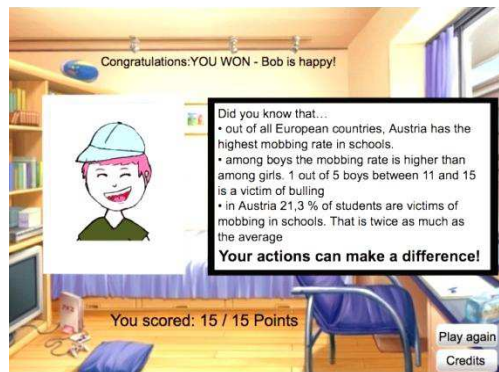 Congratulations:YOU WON - Bob is happy!
Did you know that…
• out of all European countries, Austria has the
highest mobbing rate in schools.
• among boys the mobbing rate is higher than
among girls. 1 out of 5 boys between 11 and 15
is a victim of bulling
• in Austria 21,3 % of students are victims of
mobbing in schools. That is twice as much as
the average
Your actions can make a difference!
You scored: 15 / 15 Points
Play again
Credits